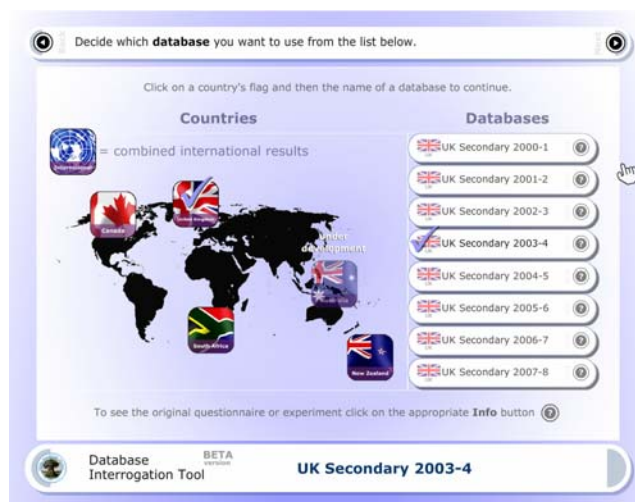 Back
Decide which database you want to use from the list below.
Next
Click on a country's flag and then the name of a database to continue.
Countries
Databases
International
= combined international results
Canada
United Kingdom
under
development
Australia
South Africa
New Zealand
UK Secondary 2000-1
UK Secondary 2001-2
UK Secondary 2002-3
UK Secondary 2003-4
UK Secondary 2004-5
UK Secondary 2005-6
UK Secondary 2006-7
UK Secondary 2007-8
To see the original questionnaire or experiment click on the appropriate Info button
Database
Interrogation Tool
BETA
version
UK Secondary 2003-4